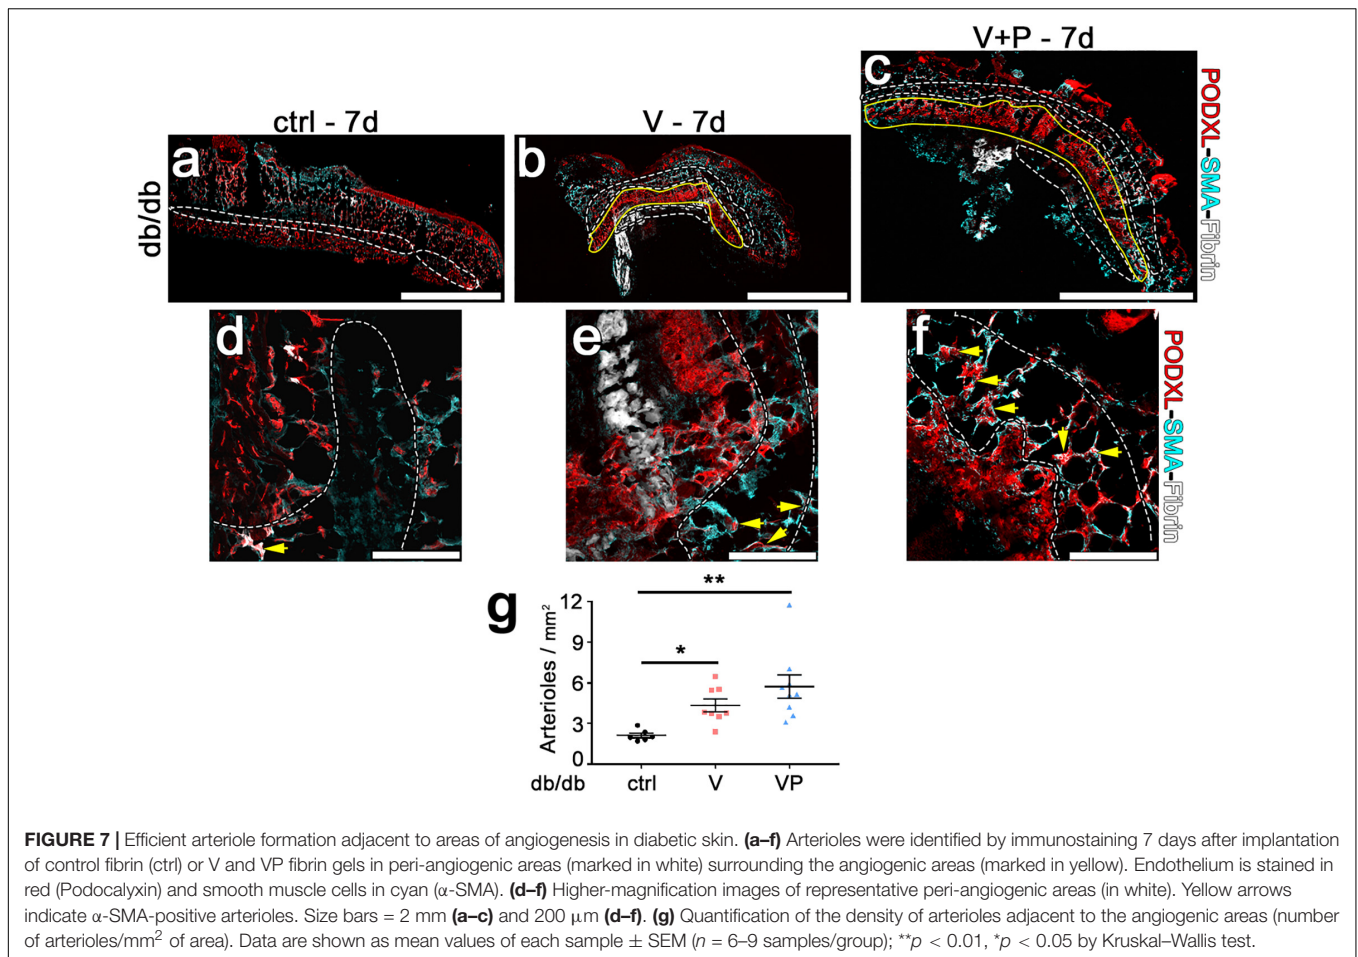 ctrl - 7d
V - 7d
V+P - 7d
db/db
a
b
c
PODXL-SMA-Fibrin
d
e
f
PODXL-SMA-Fibrin
g
**
*
Arterioles / mm²
12
9
6
3
0
db/db ctrl V VP
FIGURE 7 | Efficient arteriole formation adjacent to areas of angiogenesis in diabetic skin. (a–f) Arterioles were identified by immunostaining 7 days after implantation
of control fibrin (ctrl) or V and VP fibrin gels in peri-angiogenic areas (marked in white) surrounding the angiogenic areas (marked in yellow). Endothelium is stained in
red (Podocalyxin) and smooth muscle cells in cyan (α-SMA). (d–f) Higher-magnification images of representative peri-angiogenic areas (in white). Yellow arrows
indicate α-SMA-positive arterioles. Size bars = 2 mm (a–c) and 200 μm (d–f). (g) Quantification of the density of arterioles adjacent to the angiogenic areas (number
of arterioles/mm² of area). Data are shown as mean values of each sample ± SEM (n = 6–9 samples/group); **p < 0.01, *p < 0.05 by Kruskal–Wallis test.